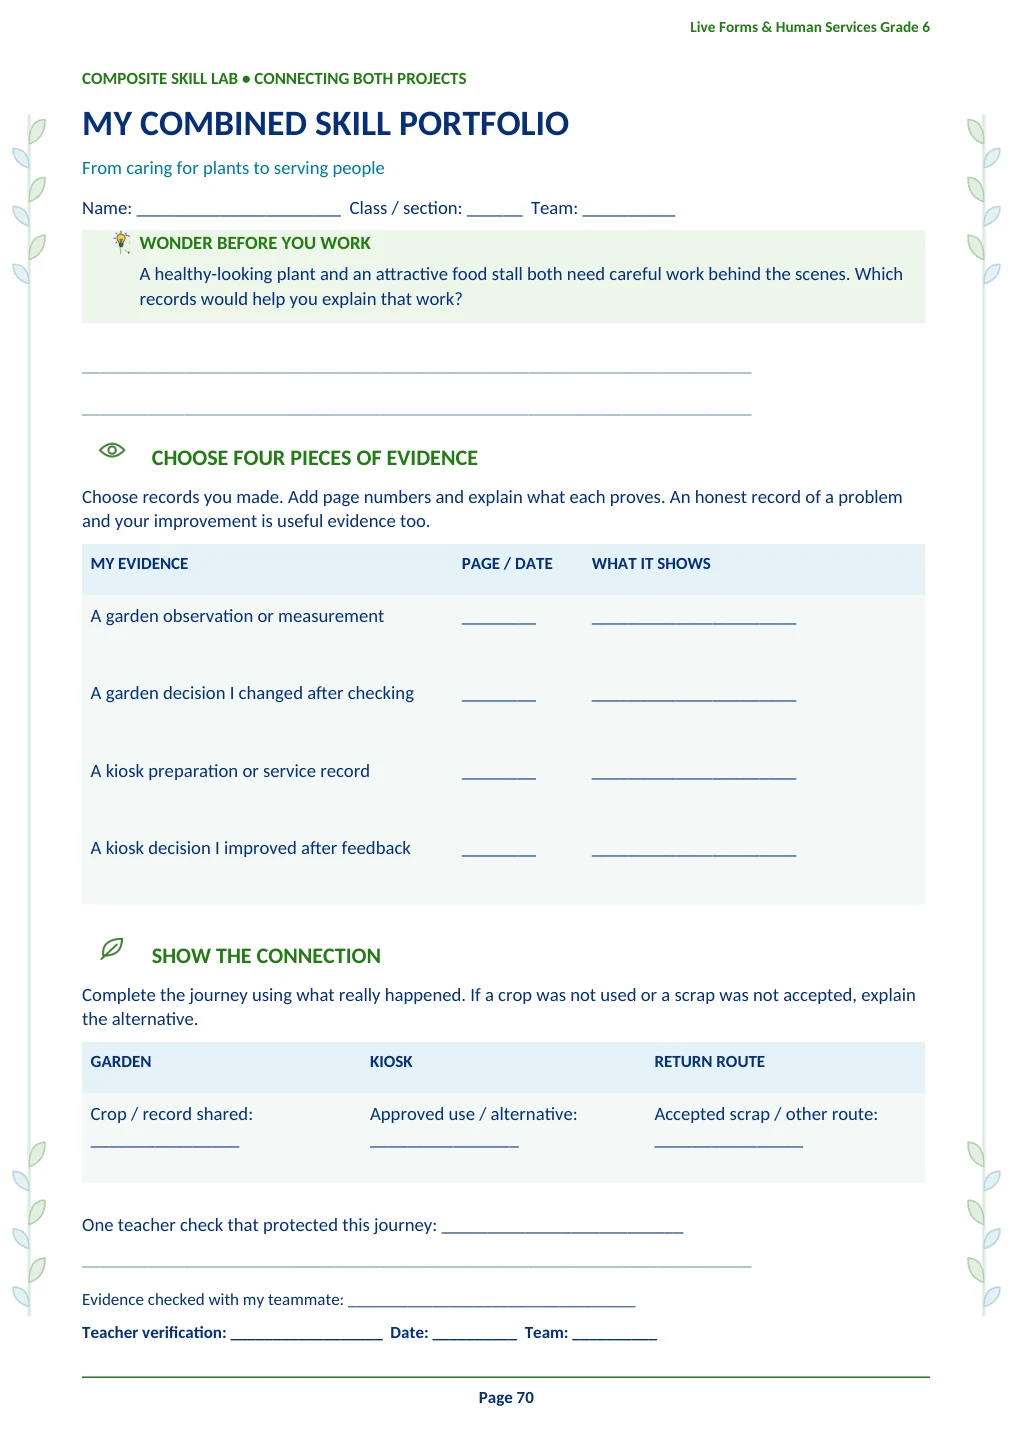 Live Forms & Human Services Grade 6
COMPOSITE SKILL LAB ● CONNECTING BOTH PROJECTS
MY COMBINED SKILL PORTFOLIO
From caring for plants to serving people
Name: ______________________ Class / section: ______ Team: __________
WONDER BEFORE YOU WORK
A healthy-looking plant and an attractive food stall both need careful work behind the scenes. Which
records would help you explain that work?
CHOOSE FOUR PIECES OF EVIDENCE
Choose records you made. Add page numbers and explain what each proves. An honest record of a problem
and your improvement is useful evidence too.
MY EVIDENCE PAGE / DATE WHAT IT SHOWS
A garden observation or measurement ________ ______________________
A garden decision I changed after checking ________ ______________________
A kiosk preparation or service record ________ ______________________
A kiosk decision I improved after feedback ________ ______________________
SHOW THE CONNECTION
Complete the journey using what really happened. If a crop was not used or a scrap was not accepted, explain
the alternative.
GARDEN KIOSK RETURN ROUTE
Crop / record shared: Approved use / alternative: Accepted scrap / other route:
________________ ________________ ________________
One teacher check that protected this journey: __________________________
Evidence checked with my teammate: __________________________________
Teacher verification: __________________ Date: __________ Team: __________
Page 70